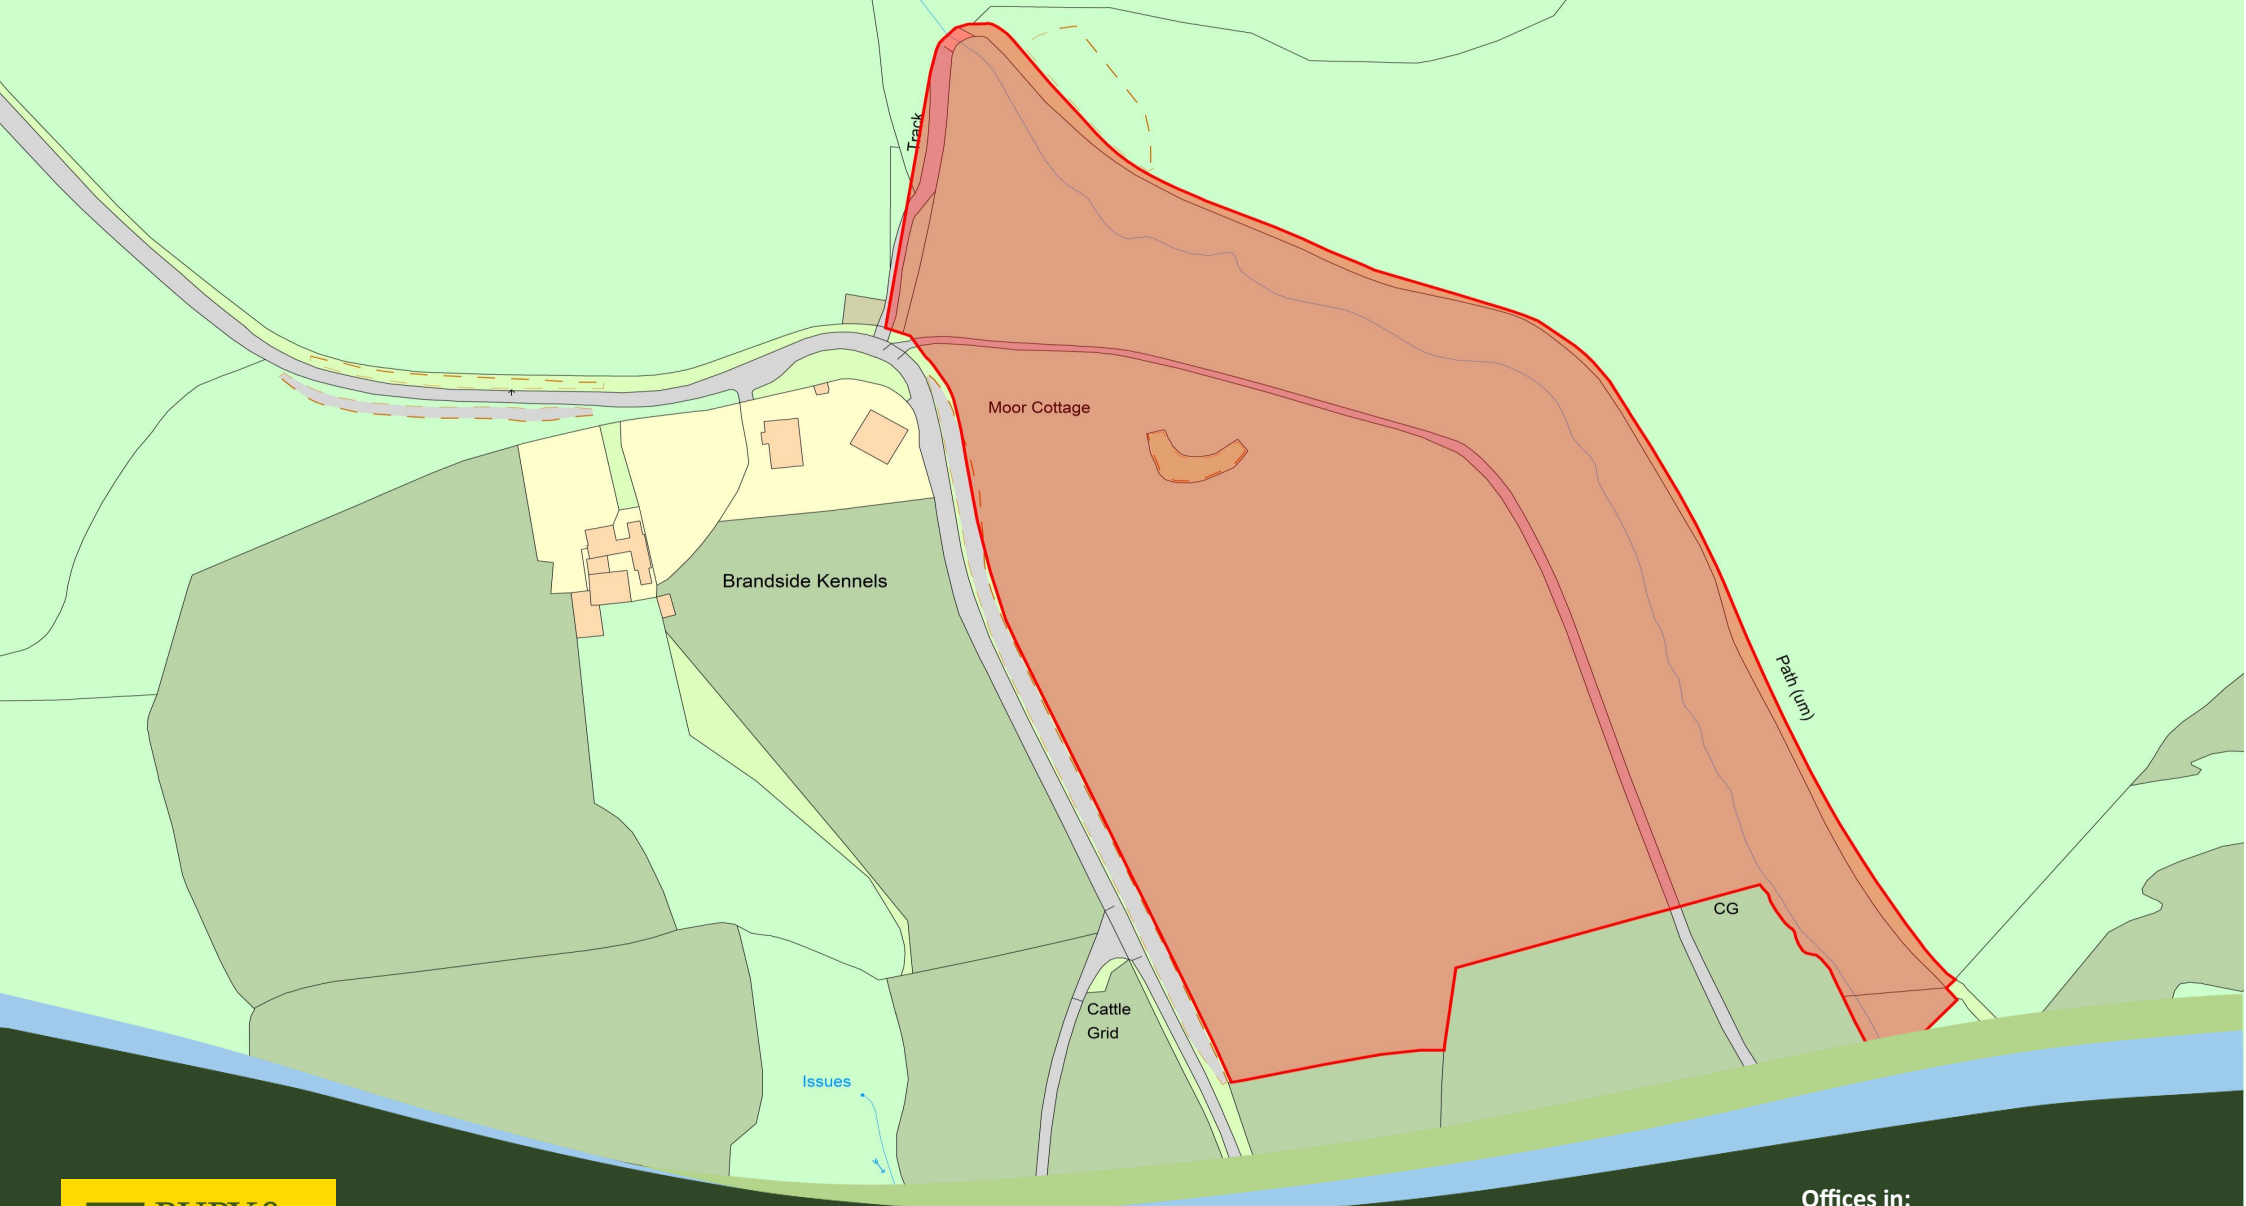 Track
Moor Cottage
Brandside Kennels
Path (um)
CG
Cattle
Grid
Issues
Offices in: